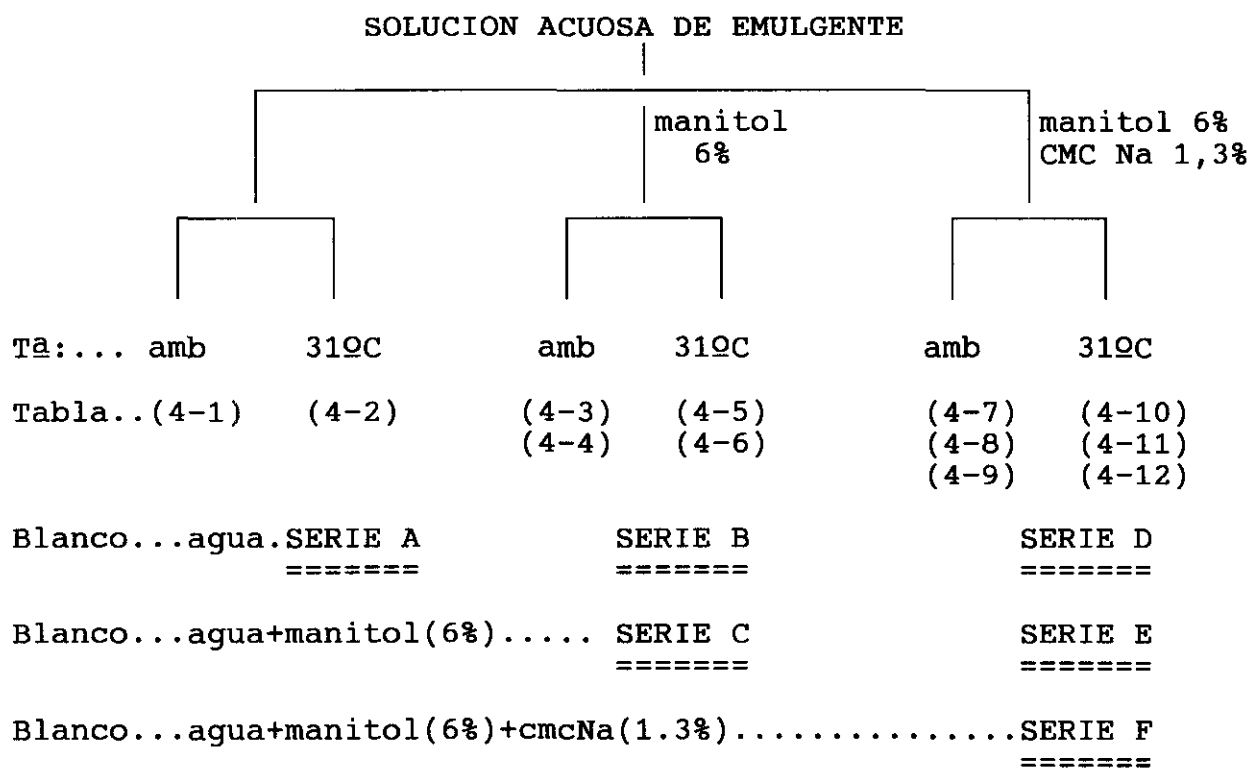 SOLUCION ACUOSA DE EMULGENTE
manitol manitol 6%
6% CMC Na 1,3%
Tª:... amb 31ºC amb 31ºC amb 31ºC
Tabla..(4-1) (4-2) (4-3) (4-5) (4-7) (4-10)
(4-4) (4-6) (4-8) (4-11)
(4-9) (4-12)
Blanco...agua.SERIE A SERIE B SERIE D
======= ======= =======
Blanco...agua+manitol(6%)..... SERIE C SERIE E
======= =======
Blanco...agua+manitol(6%)+cmcNa(1.3%)...............SERIE F
=======